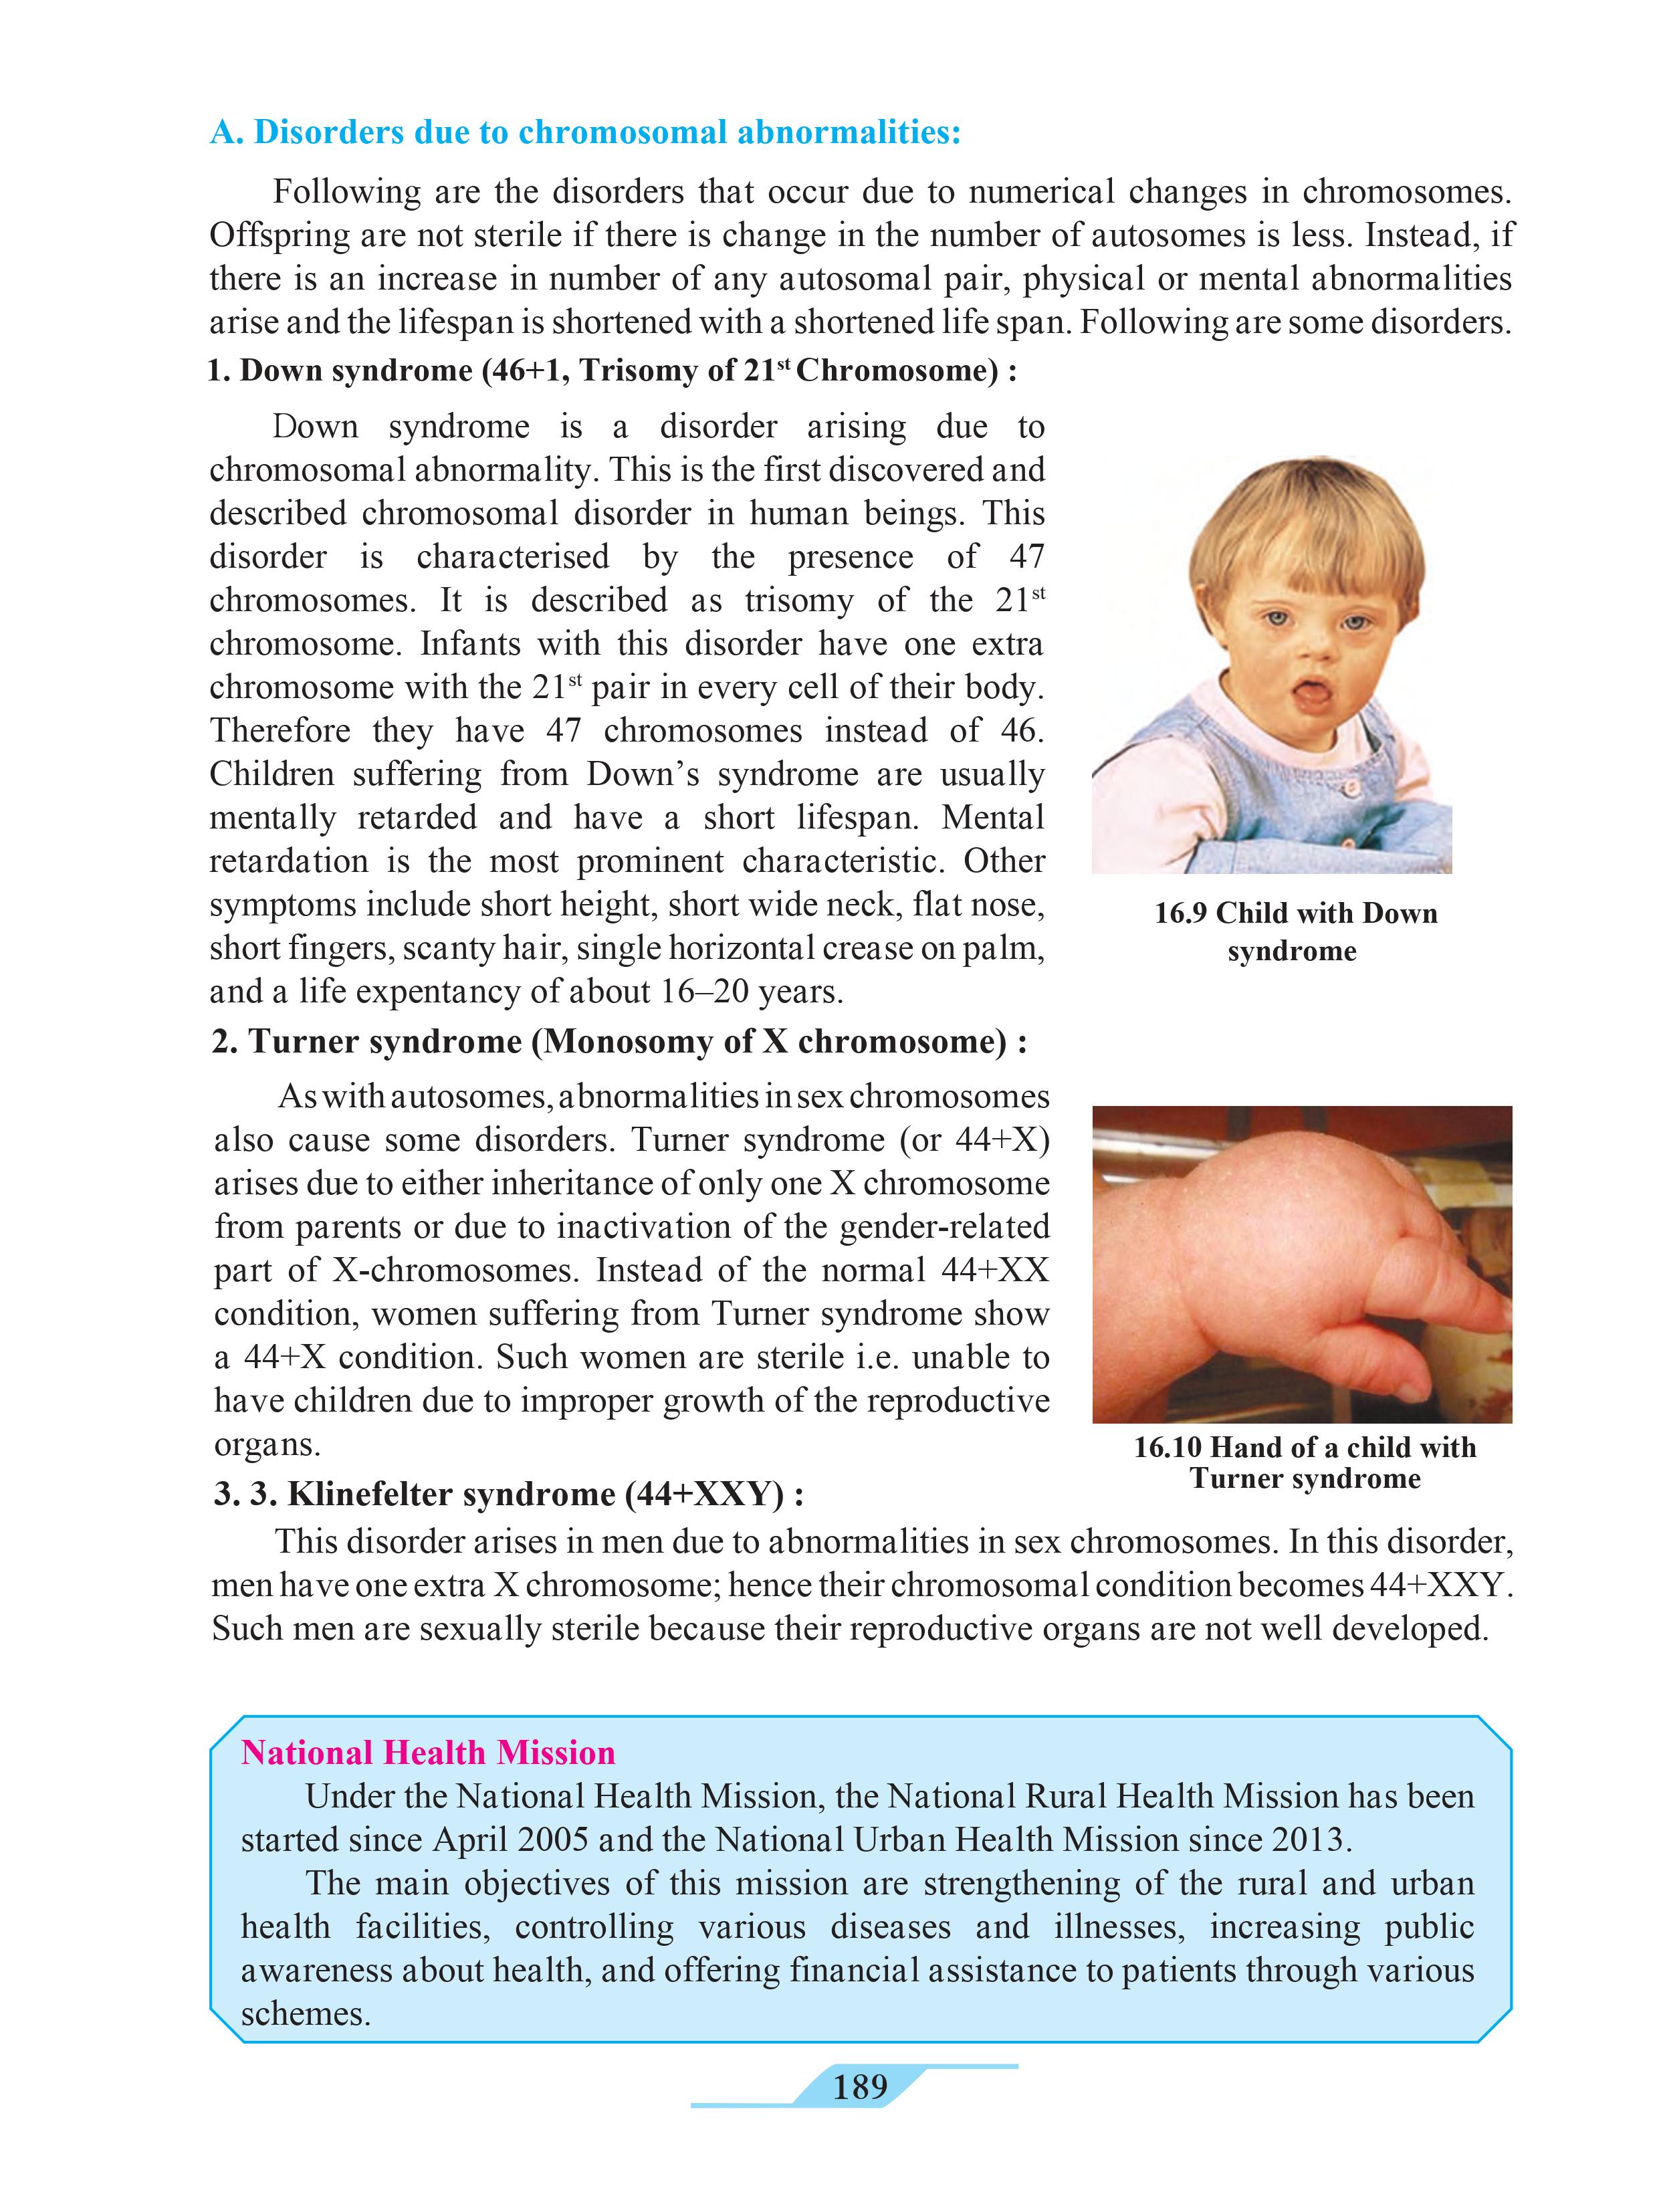 A. Disorders due to chromosomal abnormalities:
Following are the disorders that occur due to numerical changes in chromosomes.
Offspring are not sterile if there is change in the number of autosomes is less. Instead, if
there is an increase in number of any autosomal pair, physical or mental abnormalities
arise and the lifespan is shortened with a shortened life span. Following are some disorders.
1. Down syndrome (46+1, Trisomy of 21st Chromosome) :
Down syndrome is a disorder arising due to
chromosomal abnormality. This is the first discovered and
described chromosomal disorder in human beings. This
disorder is characterised by the presence of 47
chromosomes. It is described as trisomy of the 21st
chromosome. Infants with this disorder have one extra
chromosome with the 21st pair in every cell of their body.
Therefore they have 47 chromosomes instead of 46.
Children suffering from Down’s syndrome are usually
mentally retarded and have a short lifespan. Mental
retardation is the most prominent characteristic. Other
symptoms include short height, short wide neck, flat nose,
short fingers, scanty hair, single horizontal crease on palm,
and a life expentancy of about 16–20 years.
16.9 Child with Down
syndrome
2. Turner syndrome (Monosomy of X chromosome) :
As with autosomes, abnormalities in sex chromosomes
also cause some disorders. Turner syndrome (or 44+X)
arises due to either inheritance of only one X chromosome
from parents or due to inactivation of the gender-related
part of X-chromosomes. Instead of the normal 44+XX
condition, women suffering from Turner syndrome show
a 44+X condition. Such women are sterile i.e. unable to
have children due to improper growth of the reproductive
organs.
16.10 Hand of a child with
Turner syndrome
3. 3. Klinefelter syndrome (44+XXY) :
This disorder arises in men due to abnormalities in sex chromosomes. In this disorder,
men have one extra X chromosome; hence their chromosomal condition becomes 44+XXY.
Such men are sexually sterile because their reproductive organs are not well developed.
National Health Mission
Under the National Health Mission, the National Rural Health Mission has been
started since April 2005 and the National Urban Health Mission since 2013.
The main objectives of this mission are strengthening of the rural and urban
health facilities, controlling various diseases and illnesses, increasing public
awareness about health, and offering financial assistance to patients through various
schemes.
189